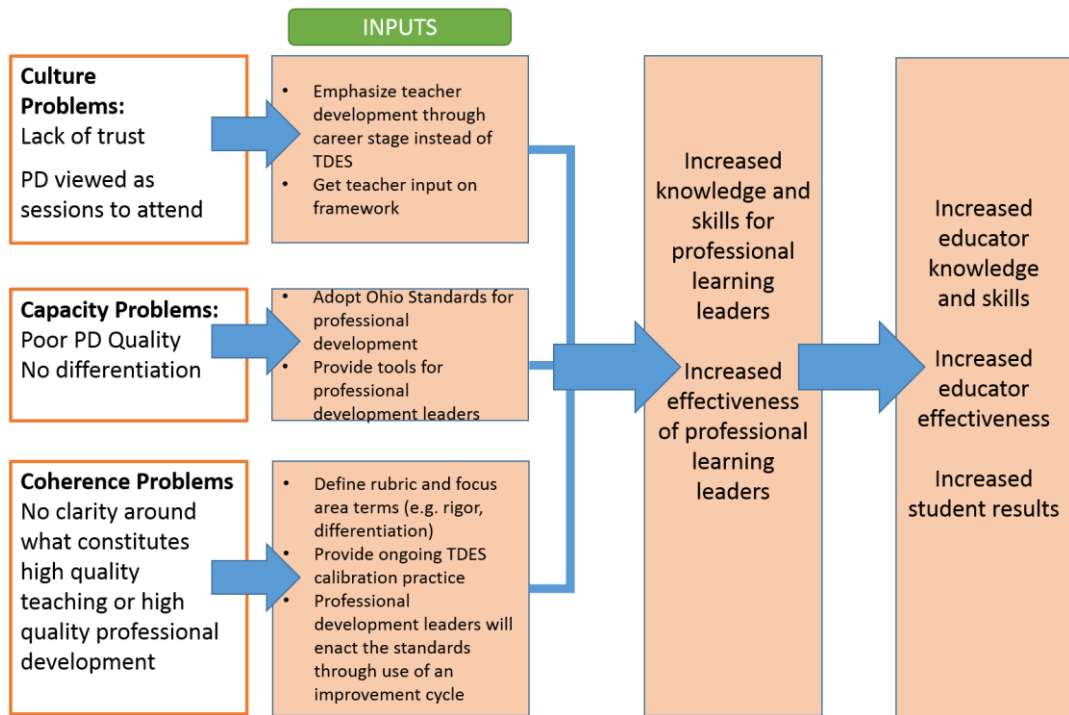 INPUTS
Culture
Problems:
Lack of trust
PD viewed as
sessions to attend
• Emphasize teacher
development through
career stage instead of
TDES
• Get teacher input on
framework
Capacity Problems:
Poor PD Quality
No differentiation
• Adopt Ohio Standards for
professional
development
• Provide tools for
professional
development leaders
Coherence Problems
No clarity around
what constitutes
high quality
teaching or high
quality professional
development
• Define rubric and focus
area terms (e.g. rigor,
differentiation)
• Provide ongoing TDES
calibration practice
• Professional
development leaders will
enact the standards
through use of an
improvement cycle
Increased
knowledge and
skills for
professional
learning
leaders
Increased
effectiveness
of professional
learning
leaders
Increased
educator
knowledge
and skills
Increased
educator
effectiveness
Increased
student results